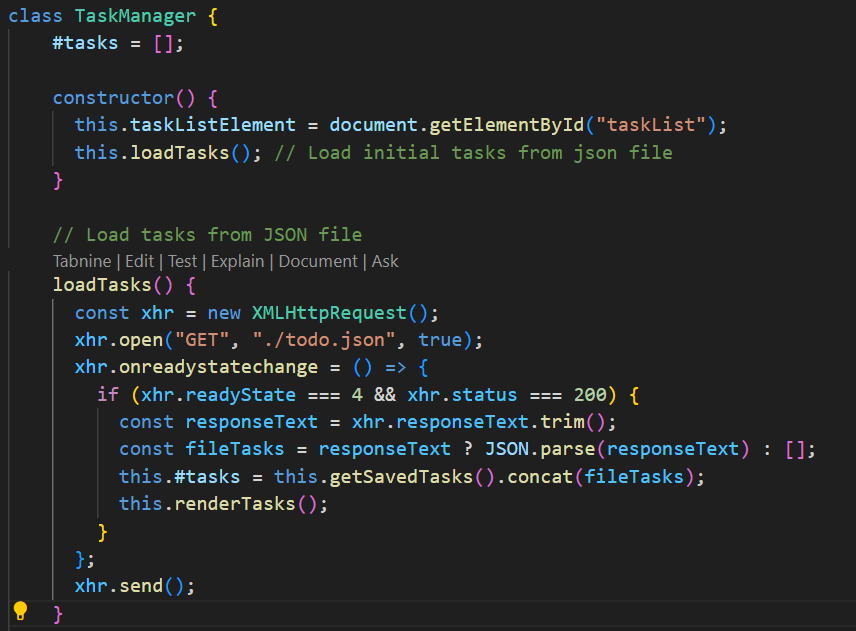 class TaskManager {
#tasks = [];
constructor() {
this.taskListElement = document.getElementById("taskList");
this.loadTasks(); // Load initial tasks from json file
}
// Load tasks from JSON file
Tabnine | Edit | Test | Explain | Document | Ask
loadTasks() {
const xhr = new XMLHttpRequest();
xhr.open("GET", "./todo.json", true);
xhr.onreadystatechange = () => {
if (xhr.readyState === 4 && xhr.status === 200) {
const responseText = xhr.responseText.trim();
const fileTasks = responseText ? JSON.parse(responseText) : [];
this.#tasks = this.getSavedTasks().concat(fileTasks);
this.renderTasks();
}
};
xhr.send();
}